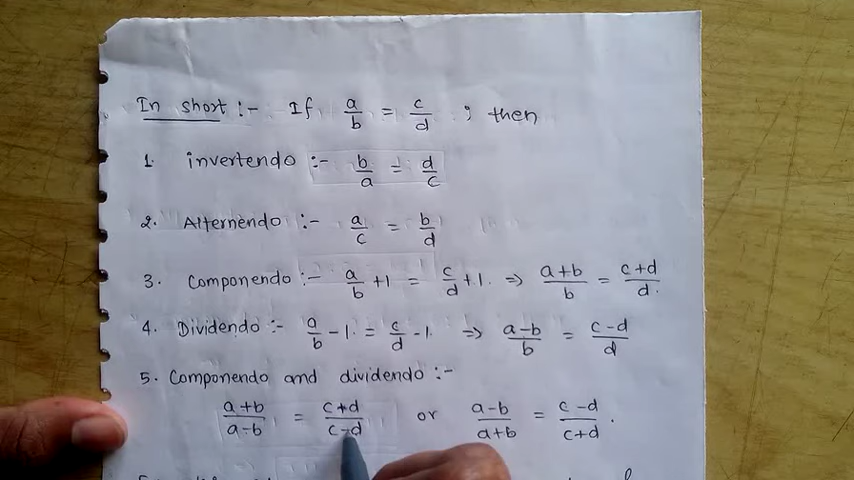 In short :- If a/b = c/d ; then
1. invertendo :- b/a = d/c
2. Alternendo :- a/c = b/d
3. Componendo :- a/b +1 = c/d +1. => a+b/b = c+d/d.
4. Dividendo :- a/b -1. = c/d -1. => a-b/b = c-d/d
5. Componendo and dividendo :-
a+b/a-b = c+d/c-d or a-b/a+b = c-d/c+d .